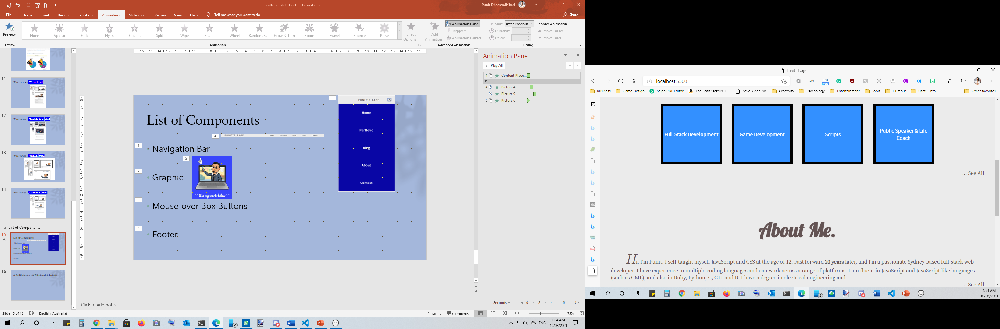 Portfolio_Slide_Deck - PowerPoint
Punit Dharmadhikari
File Home Insert Design Transitions Animations Slide Show Review View Help Tell me what you want to do
Share
Preview
None Appear Fade Fly In Float In Split Wipe Shape Wheel Random Bars Grow & Turn Zoom Swivel Bounce Pulse
Effect
Options
Add
Animation
Animation Pane
Trigger
Animation Painter
Start: After Previous
Duration:
Delay:
Reorder Animation
Move Earlier
Move Later
Preview
Animation
Advanced Animation
Timing
11
WireFrames - /Blog.html
12
WireFrames - /Portfolio.html
13
WireFrames - /About.html
14
WireFrames - /Contact.html
List of Components
15
List of Components
16
A Walkthrough of the Website and its Features
4
PUNIT'S PAGE
Home
Portfolio
Blog
About
Contact
List of Components
4
PUNIT'S PAGE Home Portfolio Blog About Contact
1
Navigation Bar
5
See my work below
2
Graphic
3
Mouse-over Box Buttons
4
Footer
Click to add notes
Animation Pane
Play All
1 Content Place...
4 Picture 4
Picture 9
5 Picture 6
Seconds 0 2 4 6
Slide 15 of 16 English (Australia)
Notes Comments 75%
ENG
1:54 AM
10/03/2021
Punit's Page
localhost:5500
New
Business Game Design Sejda PDF Editor The Lean Startup: H... Save Video Me Creativity Psychology Entertainment Tools Humour Useful Info Other favorites
Full-Stack Development
Game Development
Scripts
Public Speaker & Life
Coach
... See All
About Me.
Hi, I'm Punit. I self-taught myself JavaScript and CSS at the age of 12. Fast forward 20 years later, and I'm a passionate Sydney-based full-stack web
developer. I have experience in multiple coding languages and can work across a range of platforms. I am fluent in JavaScript and JavaScript-like languages
(such as GML), and also in Ruby, Python, C, C++ and R. I have a degree in electrical engineering and
... See All
1:54 AM
10/03/2021